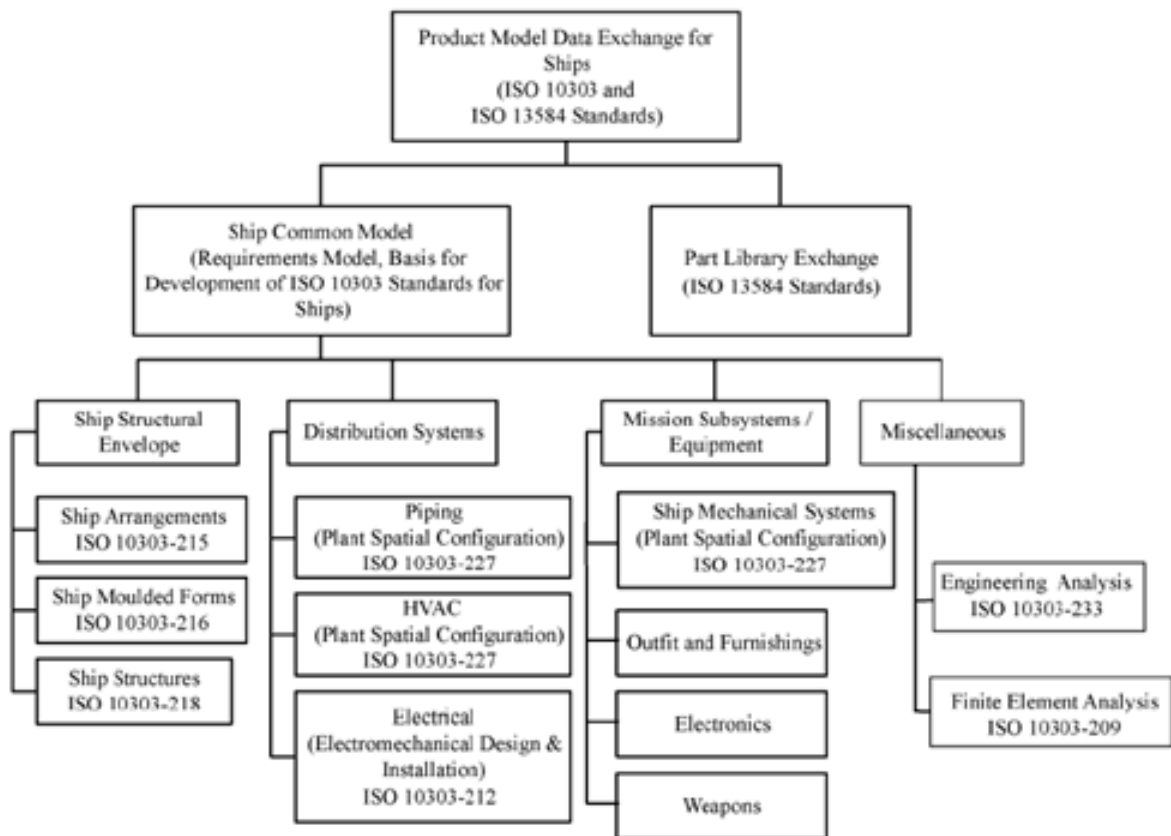 Product Model Data Exchange for
Ships
(ISO 10303 and
ISO 13584 Standards)
Ship Common Model
(Requirements Model, Basis for
Development of ISO 10303 Standards for
Ships)
Part Library Exchange
(ISO 13584 Standards)
Ship Structural
Envelope
Distribution Systems
Mission Subsystems /
Equipment
Miscellaneous
Ship Arrangements
ISO 10303-215
Ship Moulded Forms
ISO 10303-216
Ship Structures
ISO 10303-218
Piping
(Plant Spatial Configuration)
ISO 10303-227
HVAC
(Plant Spatial Configuration)
ISO 10303-227
Electrical
(Electromechanical Design &
Installation)
ISO 10303-212
Ship Mechanical Systems
(Plant Spatial Configuration)
ISO 10303-227
Outfit and Furnishings
Electronics
Weapons
Engineering Analysis
ISO 10303-233
Finite Element Analysis
ISO 10303-209